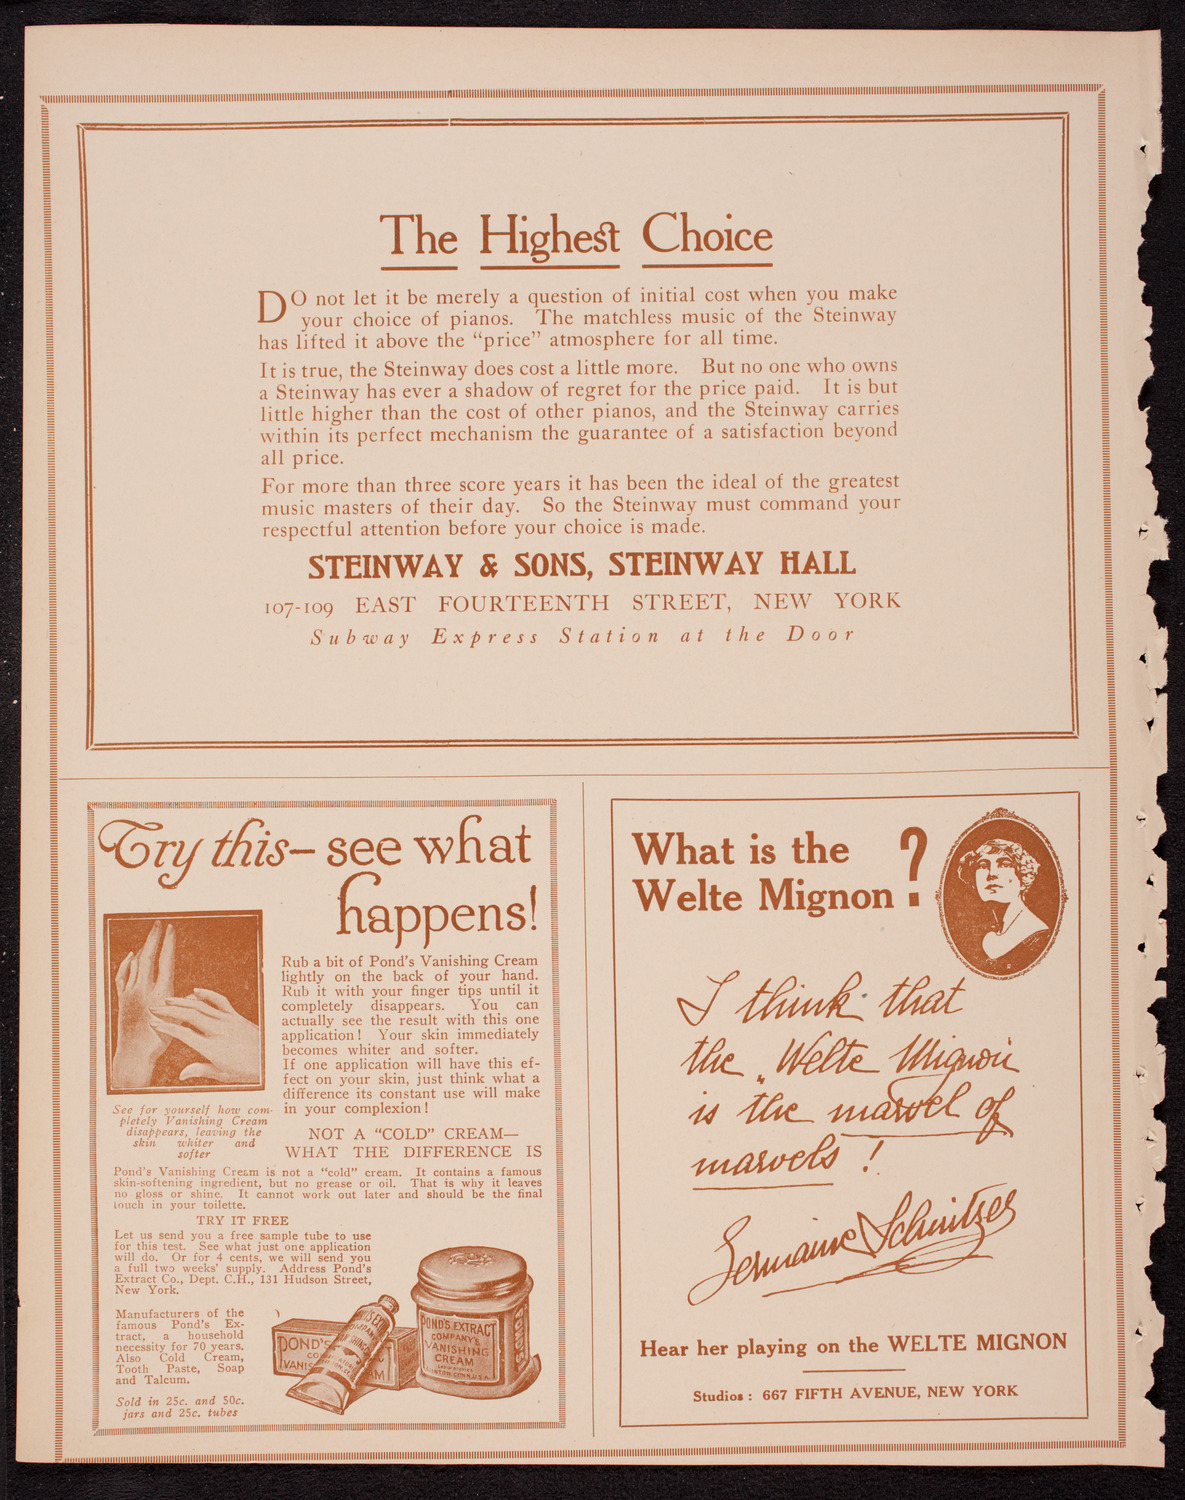 The Highest Choice
DO not let it be merely a question of initial cost when you make
your choice of pianos. The matchless music of the Steinway
has lifted it above the “price” atmosphere for all time.
It is true, the Steinway does cost a little more. But no one who owns
a Steinway has ever a shadow of regret for the price paid. It is but
little higher than the cost of other pianos, and the Steinway carries
within its perfect mechanism the guarantee of a satisfaction beyond
all price.
For more than three score years it has been the ideal of the greatest
music masters of their day. So the Steinway must command your
respectful attention before your choice is made.
STEINWAY & SONS, STEINWAY HALL
107-109 EAST FOURTEENTH STREET, NEW YORK
Subway Express Station at the Door
Try this—see what
happens!
Rub a bit of Pond's Vanishing Cream
lightly on the back of your hand.
Rub it with your finger tips until it
completely disappears. You can
actually see the result with this one
application! Your skin immediately
becomes whiter and softer.
If one application will have this ef-
fect on your skin, just think what a
difference its constant use will make
in your complexion!
See for yourself how com-
pletely Vanishing Cream
disappears, leaving the
skin whiter and
softer
NOT A “COLD” CREAM—
WHAT THE DIFFERENCE IS
Pond's Vanishing Cream is not a “cold” cream. It contains a famous
skin-softening ingredient, but no grease or oil. That is why it leaves
no gloss or shine. It cannot work out later and should be the final
touch in your toilette.
TRY IT FREE
Let us send you a free sample tube to use
for this test. See what just one application
will do. Or for 4 cents, we will send you
a full two weeks' supply. Address Pond's
Extract Co., Dept. C.H., 131 Hudson Street,
New York.
Manufacturers of the
famous Pond's Ex-
tract, a household
necessity for 70 years.
Also Cold Cream,
Tooth Paste, Soap
and Talcum.
Sold in 25c. and 50c.
jars and 25c. tubes
POND'S
VANIS
POND'S EXTRACT
COMPANY'S
VANISHING
CREAM
What is the
Welte Mignon?
I think that
the „Welte Mignon
is the marvel of
marvels!
Germaine Schnitzer
Hear her playing on the WELTE MIGNON
Studios: 667 FIFTH AVENUE, NEW YORK